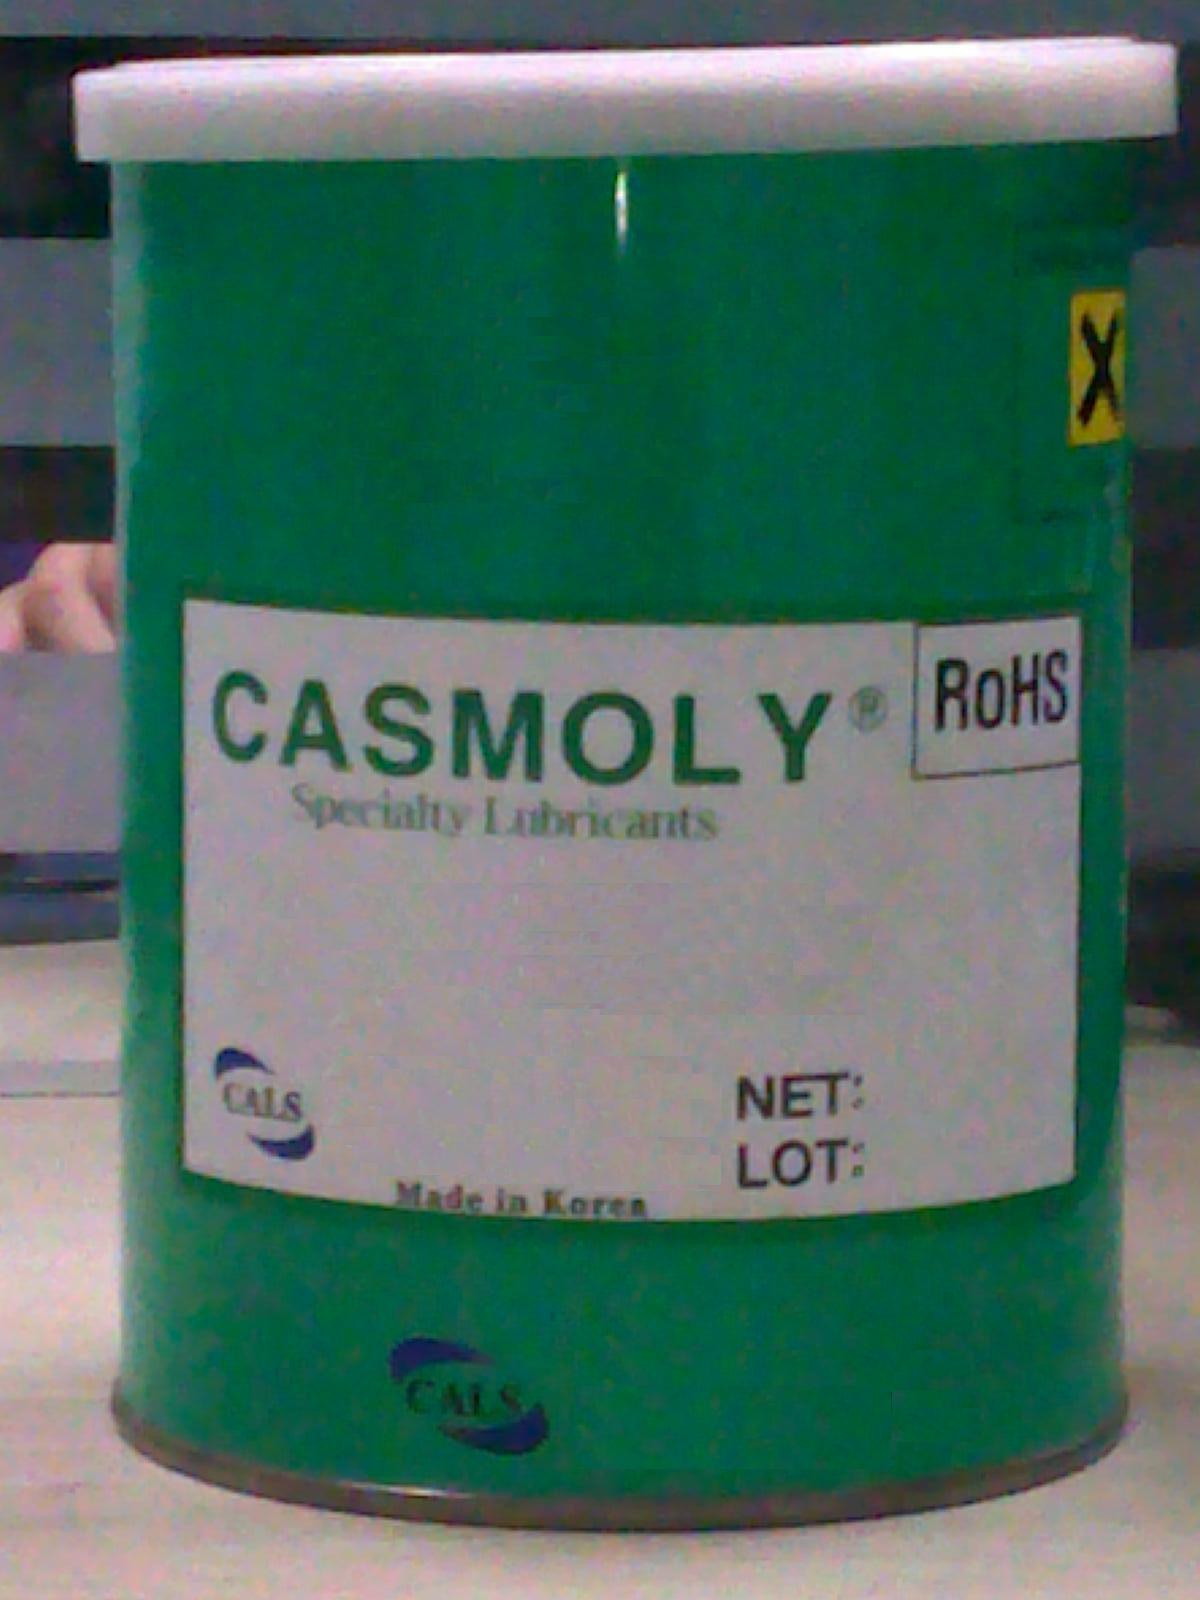 X
CASMOLY®
RoHS
Specialty Lubricants
CALS
NET:
LOT:
Made in Korea
CALS